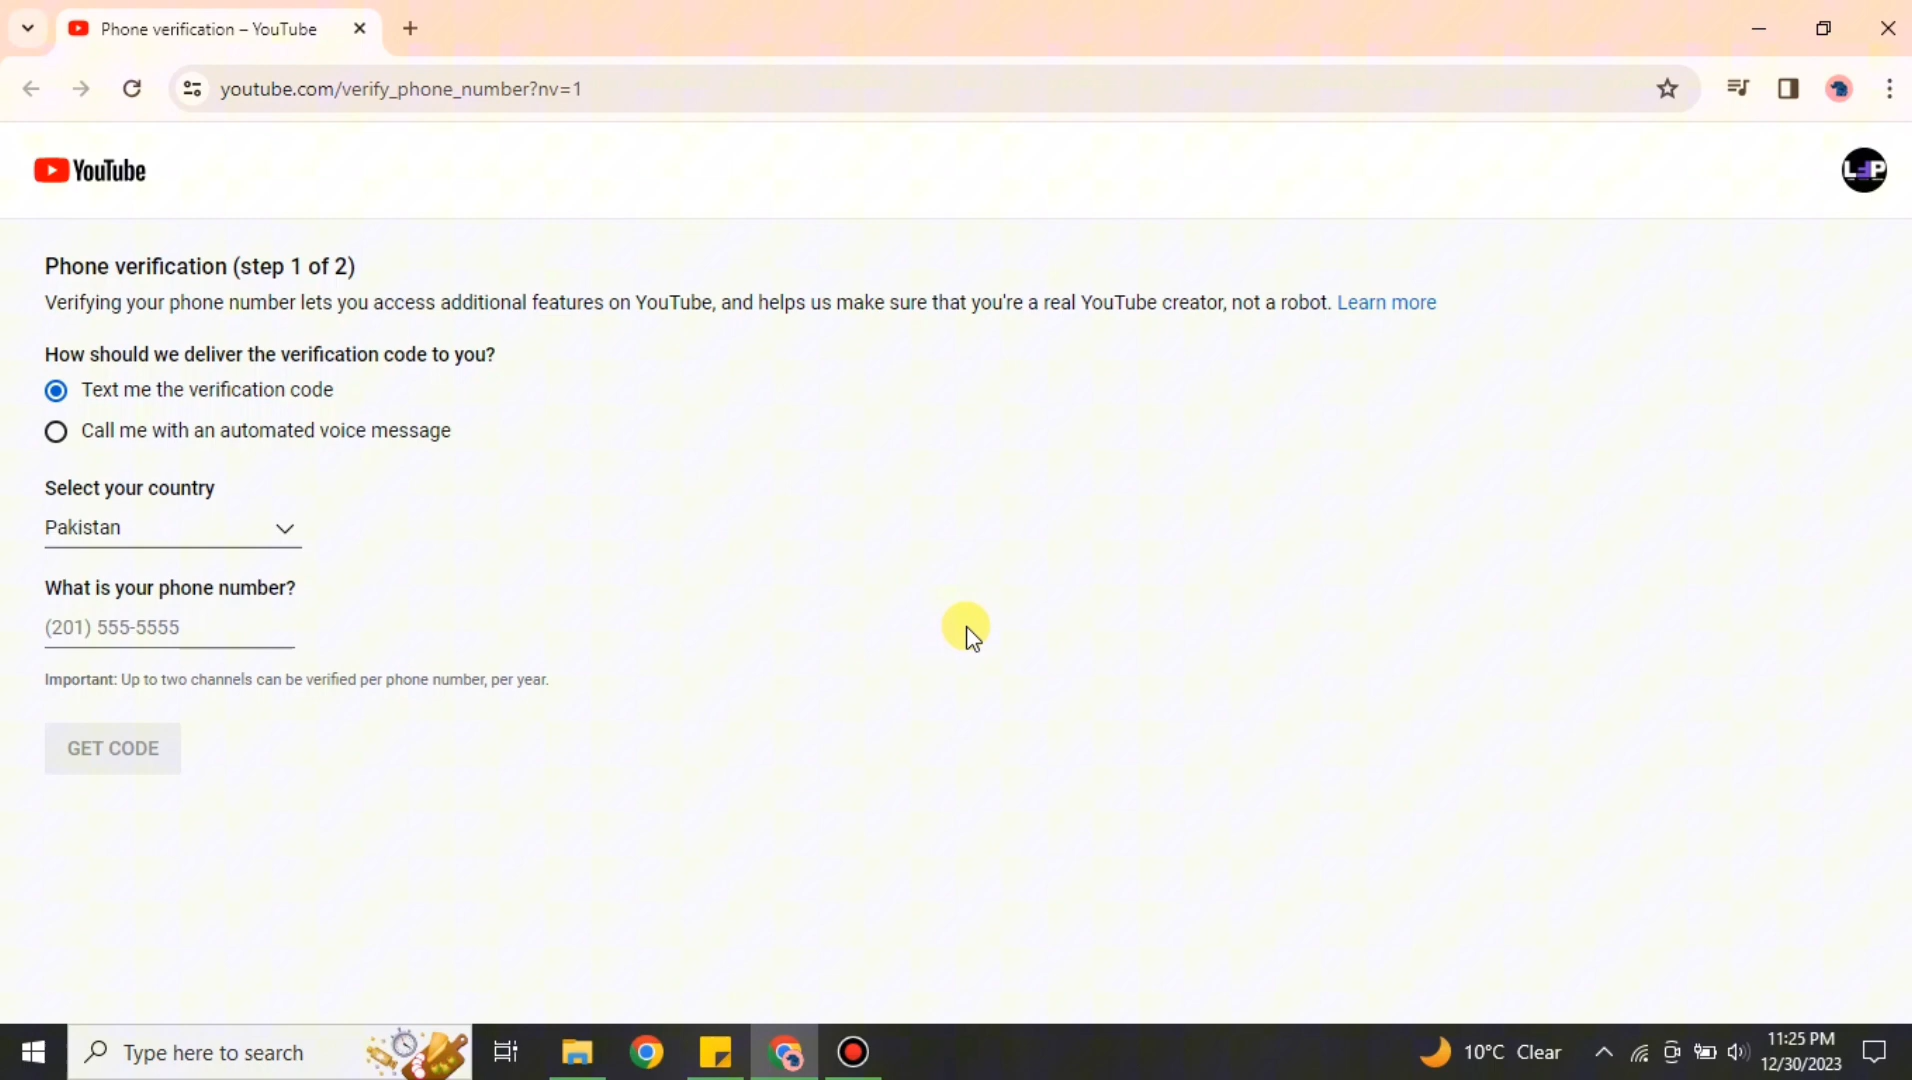 Phone verification – YouTube
youtube.com/verify_phone_number?nv=1
YouTube
LFP
Phone verification (step 1 of 2)
Verifying your phone number lets you access additional features on YouTube, and helps us make sure that you're a real YouTube creator, not a robot. Learn more
How should we deliver the verification code to you?
Text me the verification code
Call me with an automated voice message
Select your country
Pakistan
What is your phone number?
(201) 555-5555
Important: Up to two channels can be verified per phone number, per year.
GET CODE
Type here to search
10°C Clear
11:25 PM
12/30/2023